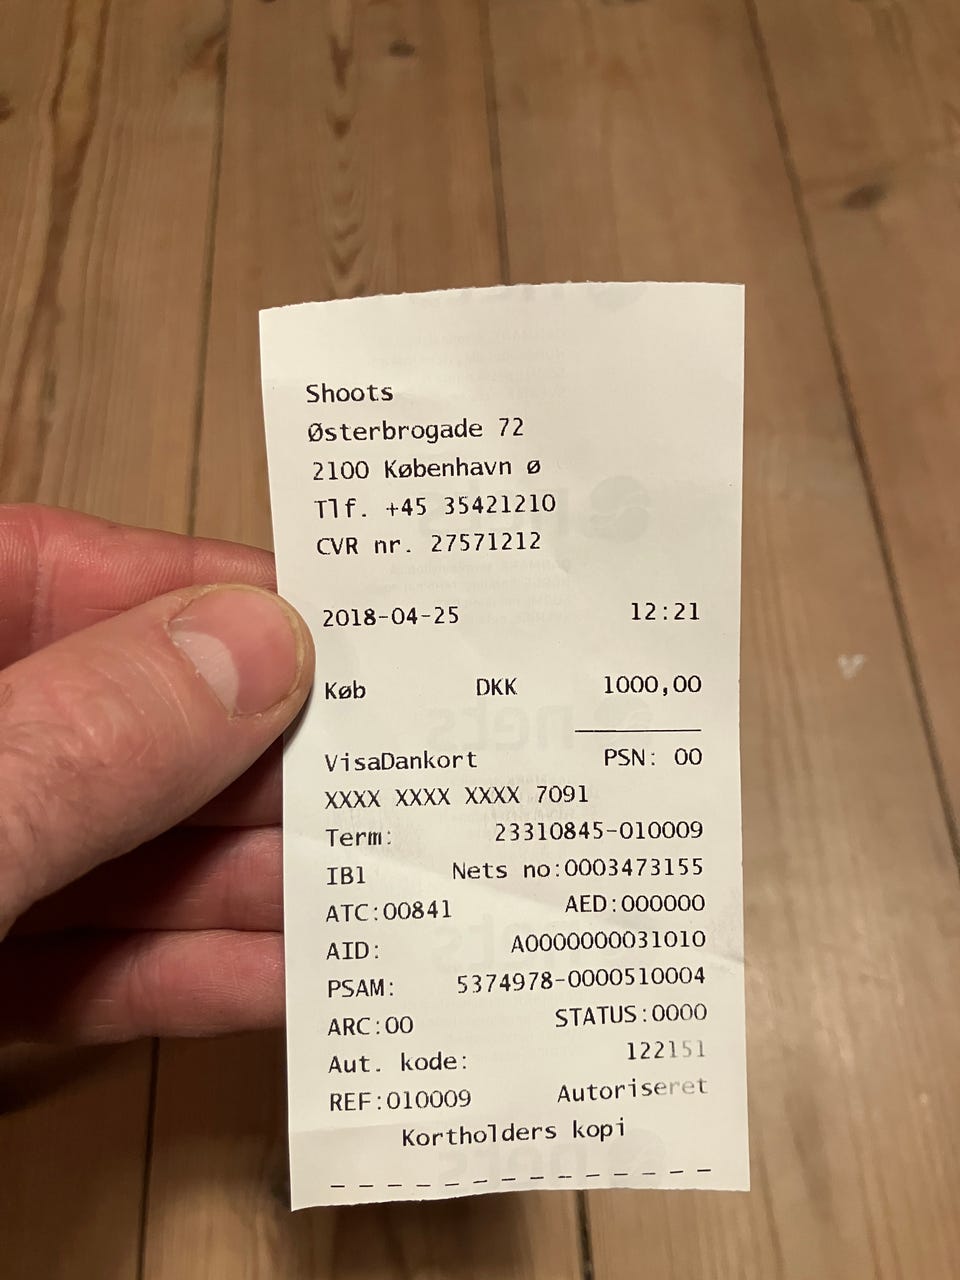 Shoots
Østerbrogade 72
2100 København ø
Tlf. +45 35421210
CVR nr. 27571212
2018-04-25 12:21
Køb DKK 1000,00
VisaDankort PSN: 00
XXXX XXXX XXXX 7091
Term: 23310845-010009
IB1 Nets no:0003473155
ATC:00841 AED:000000
AID: A0000000031010
PSAM: 5374978-0000510004
ARC:00 STATUS:0000
Aut. kode: 122151
REF:010009 Autoriseret
Kortholders kopi